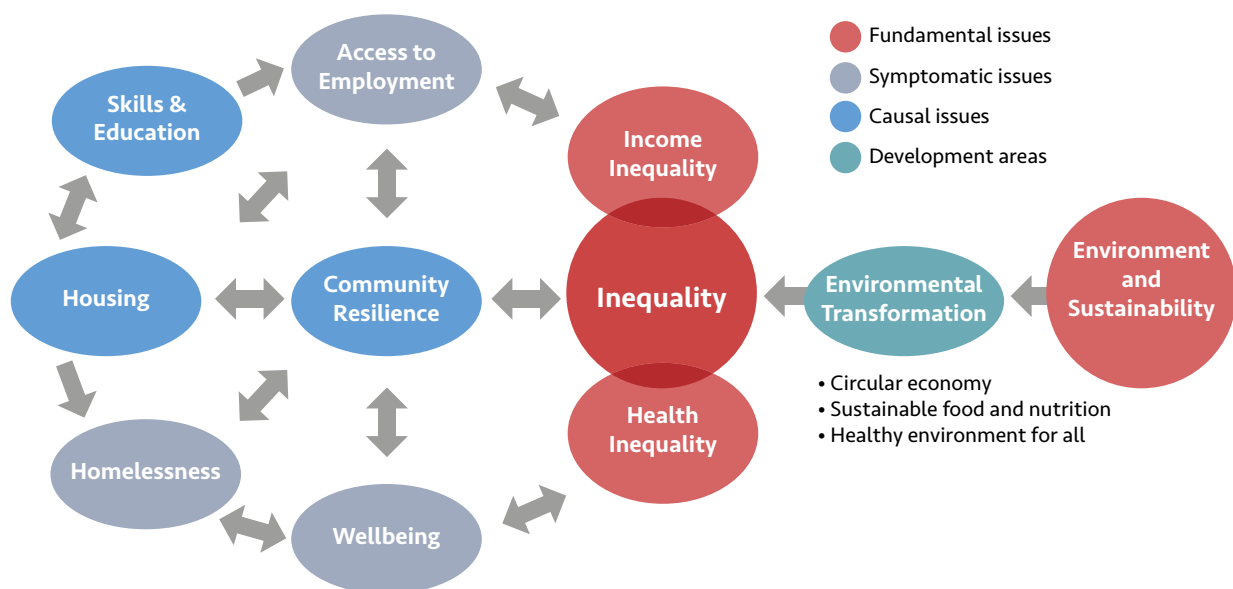 Access to
Employment
Skills &
Education
Income
Inequality
Housing
Community
Resilience
Inequality
Health
Inequality
Homelessness
Wellbeing
Fundamental issues
Symptomatic issues
Causal issues
Development areas
Environmental
Transformation
Environment
and
Sustainability
• Circular economy
• Sustainable food and nutrition
• Healthy environment for all